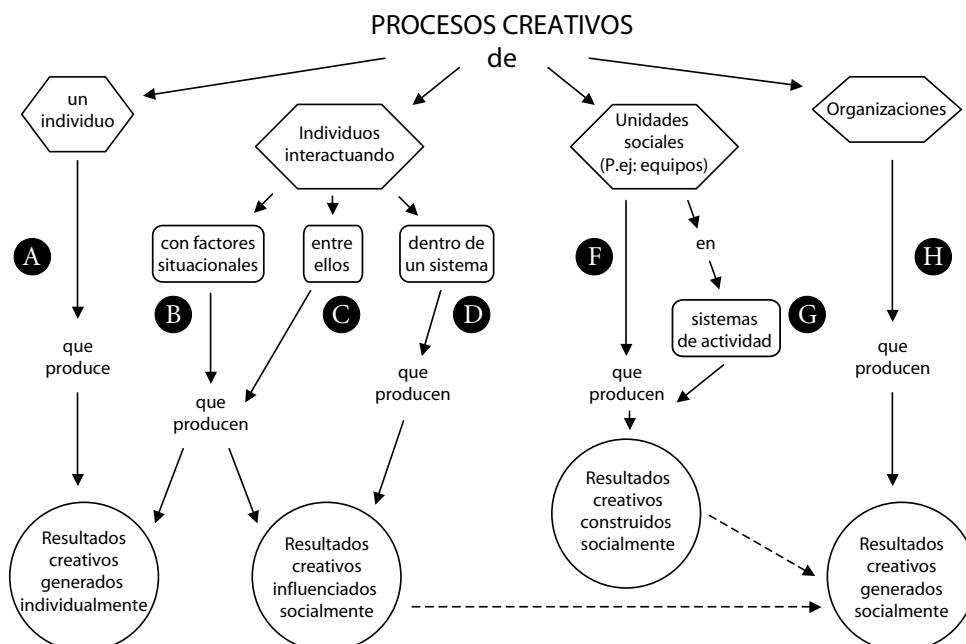 PROCESOS CREATIVOS
de
un
individuo
Individuos
interactuando
Unidades
sociales
(P.ej: equipos)
Organizaciones
con factores
situacionales
entre
ellos
dentro de
un sistema
en
sistemas
de actividad
A
B
C
D
F
G
H
que
produce
que
producen
que
producen
que
producen
que
producen
Resultados
creativos
generados
individualmente
Resultados
creativos
influenciados
socialmente
Resultados
creativos
construidos
socialmente
Resultados
creativos
generados
socialmente